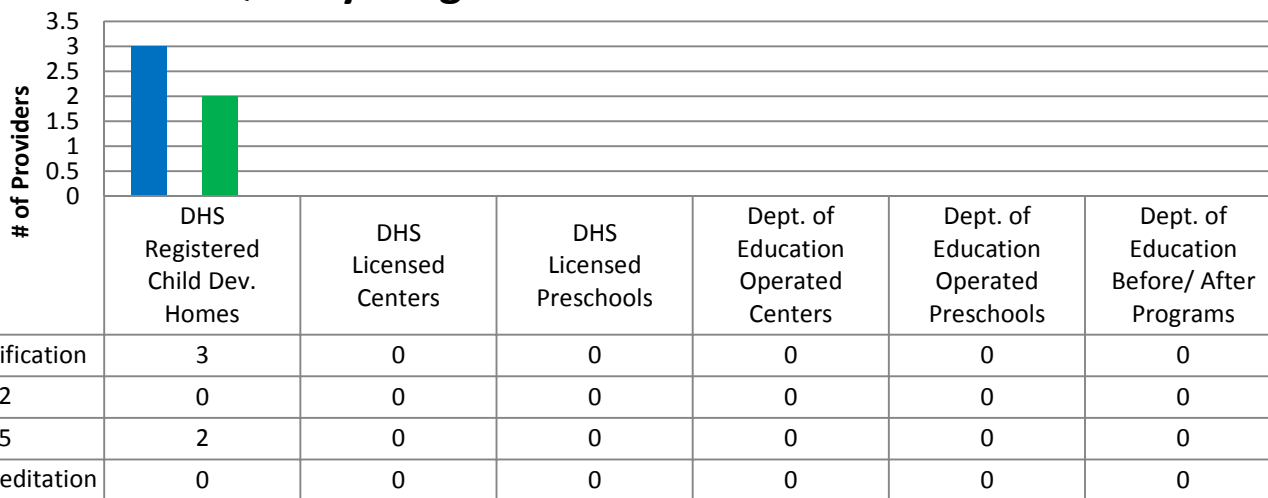 3.5
3
2.5
2
1.5
1
0.5
0
# of Providers
DHS
Registered
Child Dev.
Homes
DHS
Licensed
Centers
DHS
Licensed
Preschools
Dept. of
Education
Operated
Centers
Dept. of
Education
Operated
Preschools
Dept. of
Education
Before/ After
Programs
ification 3 0 0 0 0 0
2 0 0 0 0 0 0
5 2 0 0 0 0 0
editation 0 0 0 0 0 0